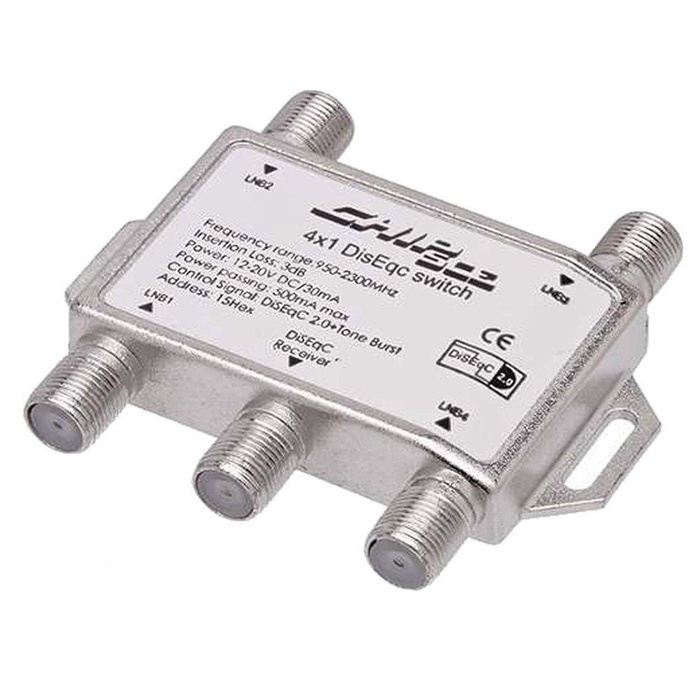 LNB2
4x1 DisEqc switch
Frequency range: 950-2300MHz
Insertion Loss: 3dB
Power: 12-20V DC/30mA
Power passing: 500mA max
Control Signal: DiSEqC 2.0+Tone Burst
Address: 15Hex
LNB1
DiSEqC
Receiver
LNB3
CE
DiSEqC 2.0
LNB4